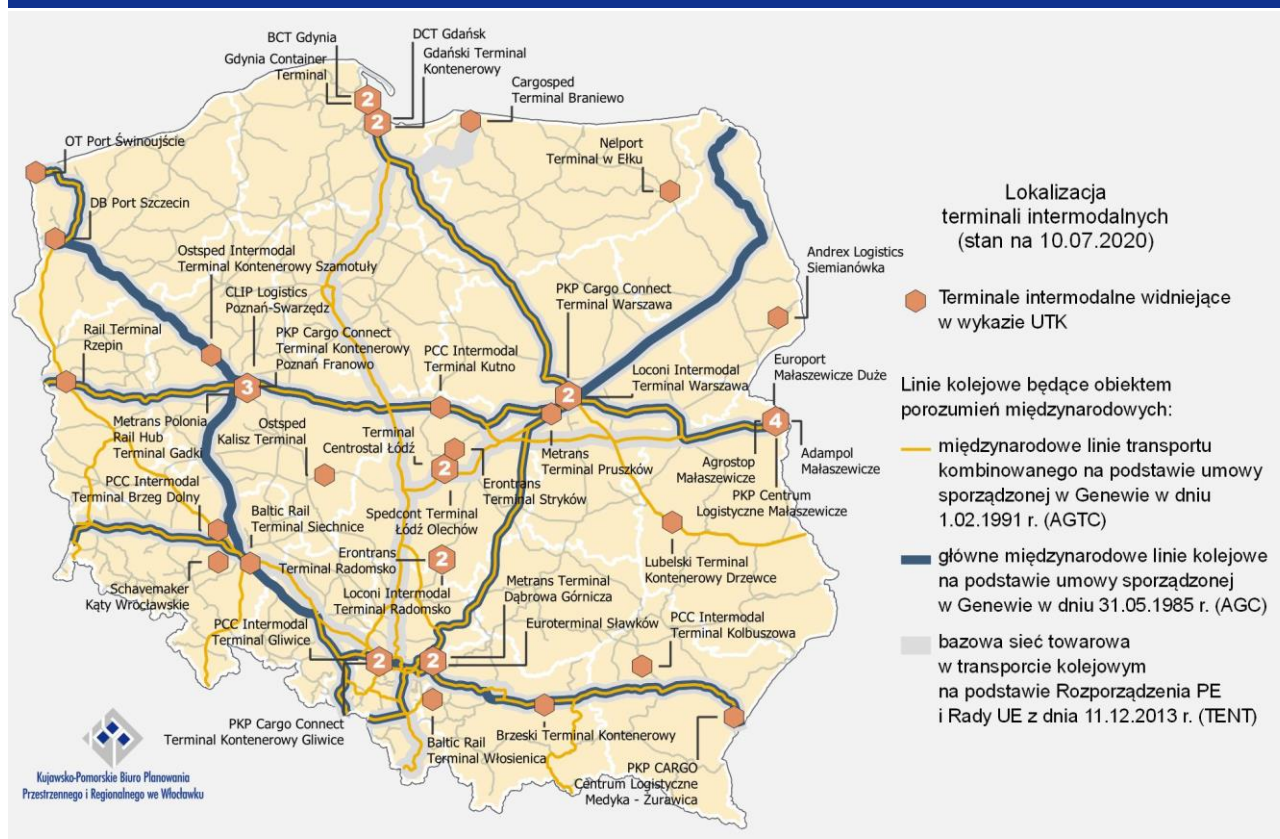 BCT Gdynia
Gdynia Container
Terminal
DCT Gdańsk
Gdański Terminal
Kontenerowy
Cargosped
Terminal Braniewo
2
2
OT Port Świnoujście
Nelport
Terminal w Ełku
DB Port Szczecin
Ostsped Intermodal
Terminal Kontenerowy Szamotuły
CLIP Logistics
Poznań-Swarzędz
PKP Cargo Connect
Terminal Kontenerowy
Poznań Franowo
PKP Cargo Connect
Terminal Warszawa
Andrex Logistics
Siemianówka
Rail Terminal
Rzepin
PCC Intermodal
Terminal Kutno
Loconi Intermodal
Terminal Warszawa
Europort
Małaszewicze Duże
3
2
4
Metrans Polonia
Rail Hub
Terminal Gadki
Ostsped
Kalisz Terminal
Terminal
Centrostal Łódź
2
Metrans
Terminal Pruszków
Agrostop
Małaszewicze
Adampol
Małaszewicze
PKP Centrum
Logistyczne Małaszewicze
PCC Intermodal
Terminal Brzeg Dolny
Baltic Rail
Terminal Siechnice
Erontrans
Terminal Stryków
Spedcont Terminal
Łódź Olechów
Erontrans
Terminal Radomsko
2
Lubelski Terminal
Kontenerowy Drzewce
Schavemaker
Kąty Wrocławskie
Loconi Intermodal
Terminal Radomsko
Metrans Terminal
Dąbrowa Górnicza
Euroterminal Sławków
PCC Intermodal
Terminal Gliwice
PCC Intermodal
Terminal Kolbuszowa
2
2
PKP Cargo Connect
Terminal Kontenerowy Gliwice
Baltic Rail
Terminal Włosienica
Brzeski Terminal Kontenerowy
PKP CARGO
Centrum Logistyczne
Medyka - Żurawica
Kujawsko-Pomorskie Biuro Planowania
Przestrzennego i Regionalnego we Włocławku
Lokalizacja
terminali intermodalnych
(stan na 10.07.2020)
Terminale intermodalne widniejące
w wykazie UTK
Linie kolejowe będące obiektem
porozumień międzynarodowych:
międzynarodowe linie transportu
kombinowanego na podstawie umowy
sporządzonej w Genewie w dniu
1.02.1991 r. (AGTC)
główne międzynarodowe linie kolejowe
na podstawie umowy sporządzonej
w Genewie w dniu 31.05.1985 r. (AGC)
bazowa sieć towarowa
w transporcie kolejowym
na podstawie Rozporządzenia PE
i Rady UE z dnia 11.12.2013 r. (TENT)